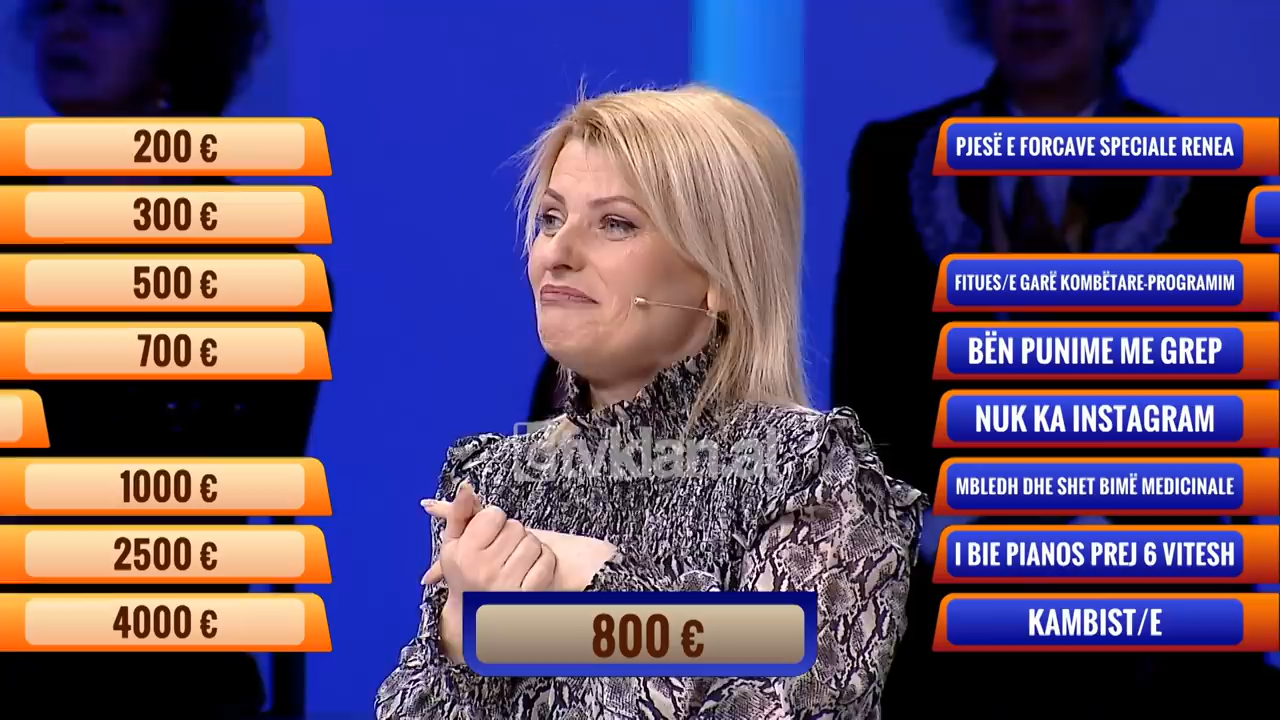 200 €
300 €
500 €
700 €
1000 €
2500 €
4000 €
PJESË E FORCAVE SPECIALE RENEA
FITUES/E GARË KOMBËTARE-PROGRAMIM
BËN PUNIME ME GREP
NUK KA INSTAGRAM
MBLEDH DHE SHET BIMË MEDICINALE
I BIE PIANOS PREJ 6 VITESH
KAMBIST/E
tvklan.al
800 €